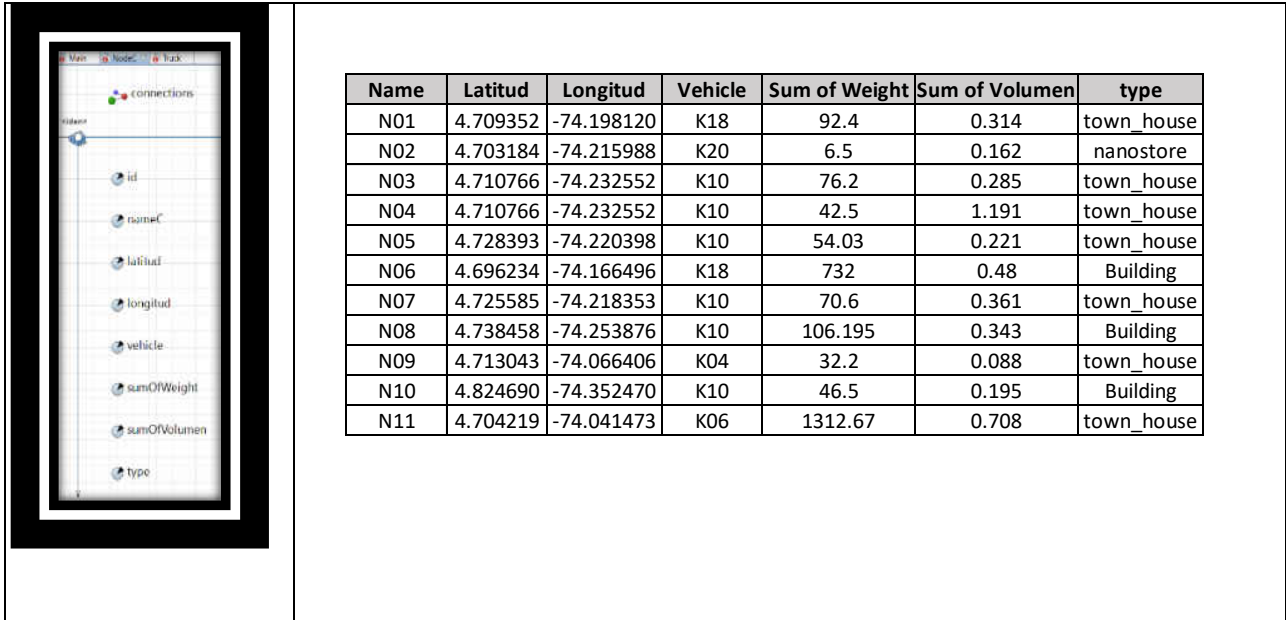 Main NodeC Truck
connections
id
nameC
latitud
longitud
vehicle
sumOfWeight
sumOfVolumen
type
Name Latitud Longitud Vehicle Sum of Weight Sum of Volumen type
N01 4.709352 -74.198120 K18 92.4 0.314 town_house
N02 4.703184 -74.215988 K20 6.5 0.162 nanostore
N03 4.710766 -74.232552 K10 76.2 0.285 town_house
N04 4.710766 -74.232552 K10 42.5 1.191 town_house
N05 4.728393 -74.220398 K10 54.03 0.221 town_house
N06 4.696234 -74.166496 K18 732 0.48 Building
N07 4.725585 -74.218353 K10 70.6 0.361 town_house
N08 4.738458 -74.253876 K10 106.195 0.343 Building
N09 4.713043 -74.066406 K04 32.2 0.088 town_house
N10 4.824690 -74.352470 K10 46.5 0.195 Building
N11 4.704219 -74.041473 K06 1312.67 0.708 town_house